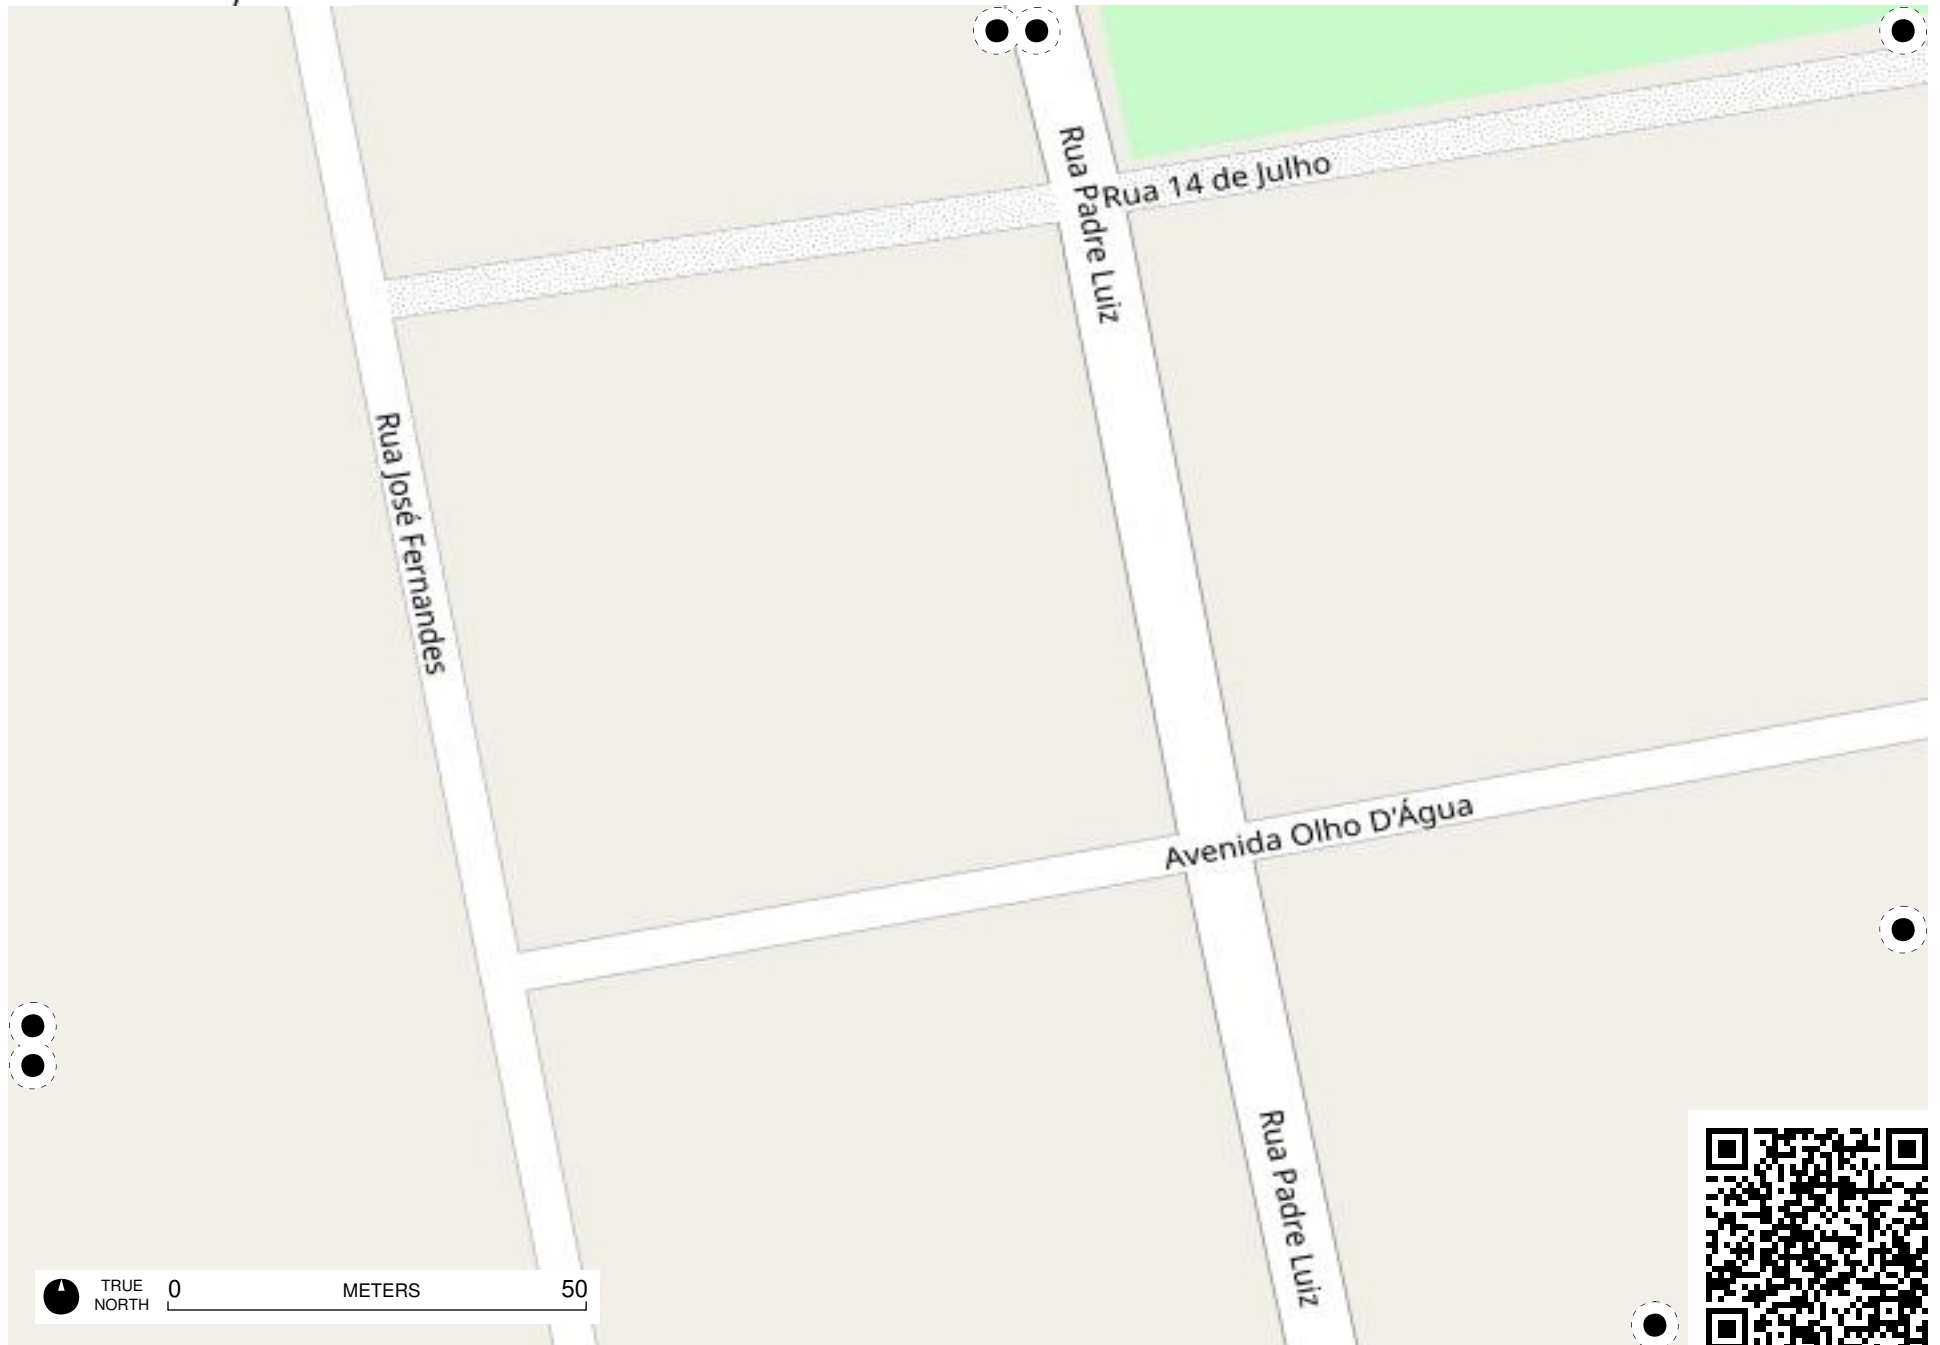 Rua Padre Luiz
Rua 14 de Julho
Rua José Fernandes
Avenida Olho D'Água
Rua Padre Luiz
TRUE NORTH
0 METERS 50